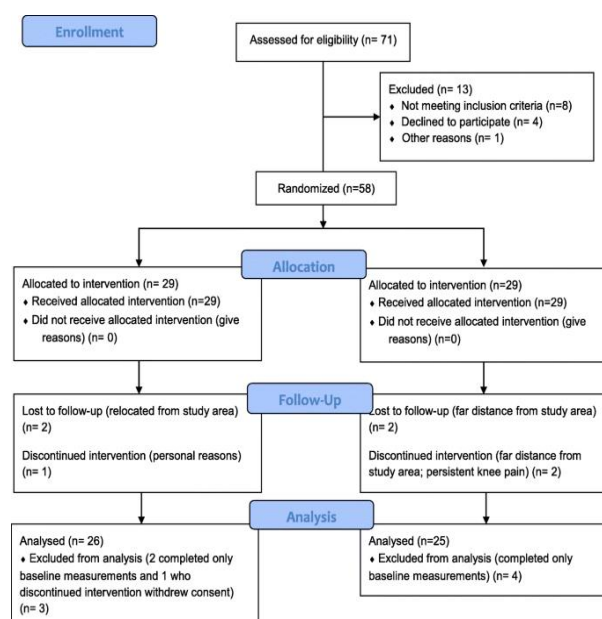 Enrollment
Assessed for eligibility (n= 71)
Excluded (n= 13)
♦ Not meeting inclusion criteria (n=8)
♦ Declined to participate (n= 4)
♦ Other reasons (n= 1)
Randomized (n=58)
Allocation
Allocated to intervention (n= 29)
♦ Received allocated intervention (n=29)
♦ Did not receive allocated intervention (give
reasons) (n= 0)
Allocated to intervention (n=29)
♦ Received allocated intervention (n=29)
♦ Did not receive allocated intervention (give
reasons) (n=0)
Follow-Up
Lost to follow-up (relocated from study area)
(n= 2)
Discontinued intervention (personal reasons)
(n= 1)
Lost to follow-up (far distance from study area)
(n= 2)
Discontinued intervention (far distance from
study area; persistent knee pain) (n= 2)
Analysis
Analysed (n= 26)
♦ Excluded from analysis (2 completed only
baseline measurements and 1 who
discontinued intervention withdrew consent)
(n= 3)
Analysed (n=25)
♦ Excluded from analysis (completed only
baseline measurements) (n= 4)